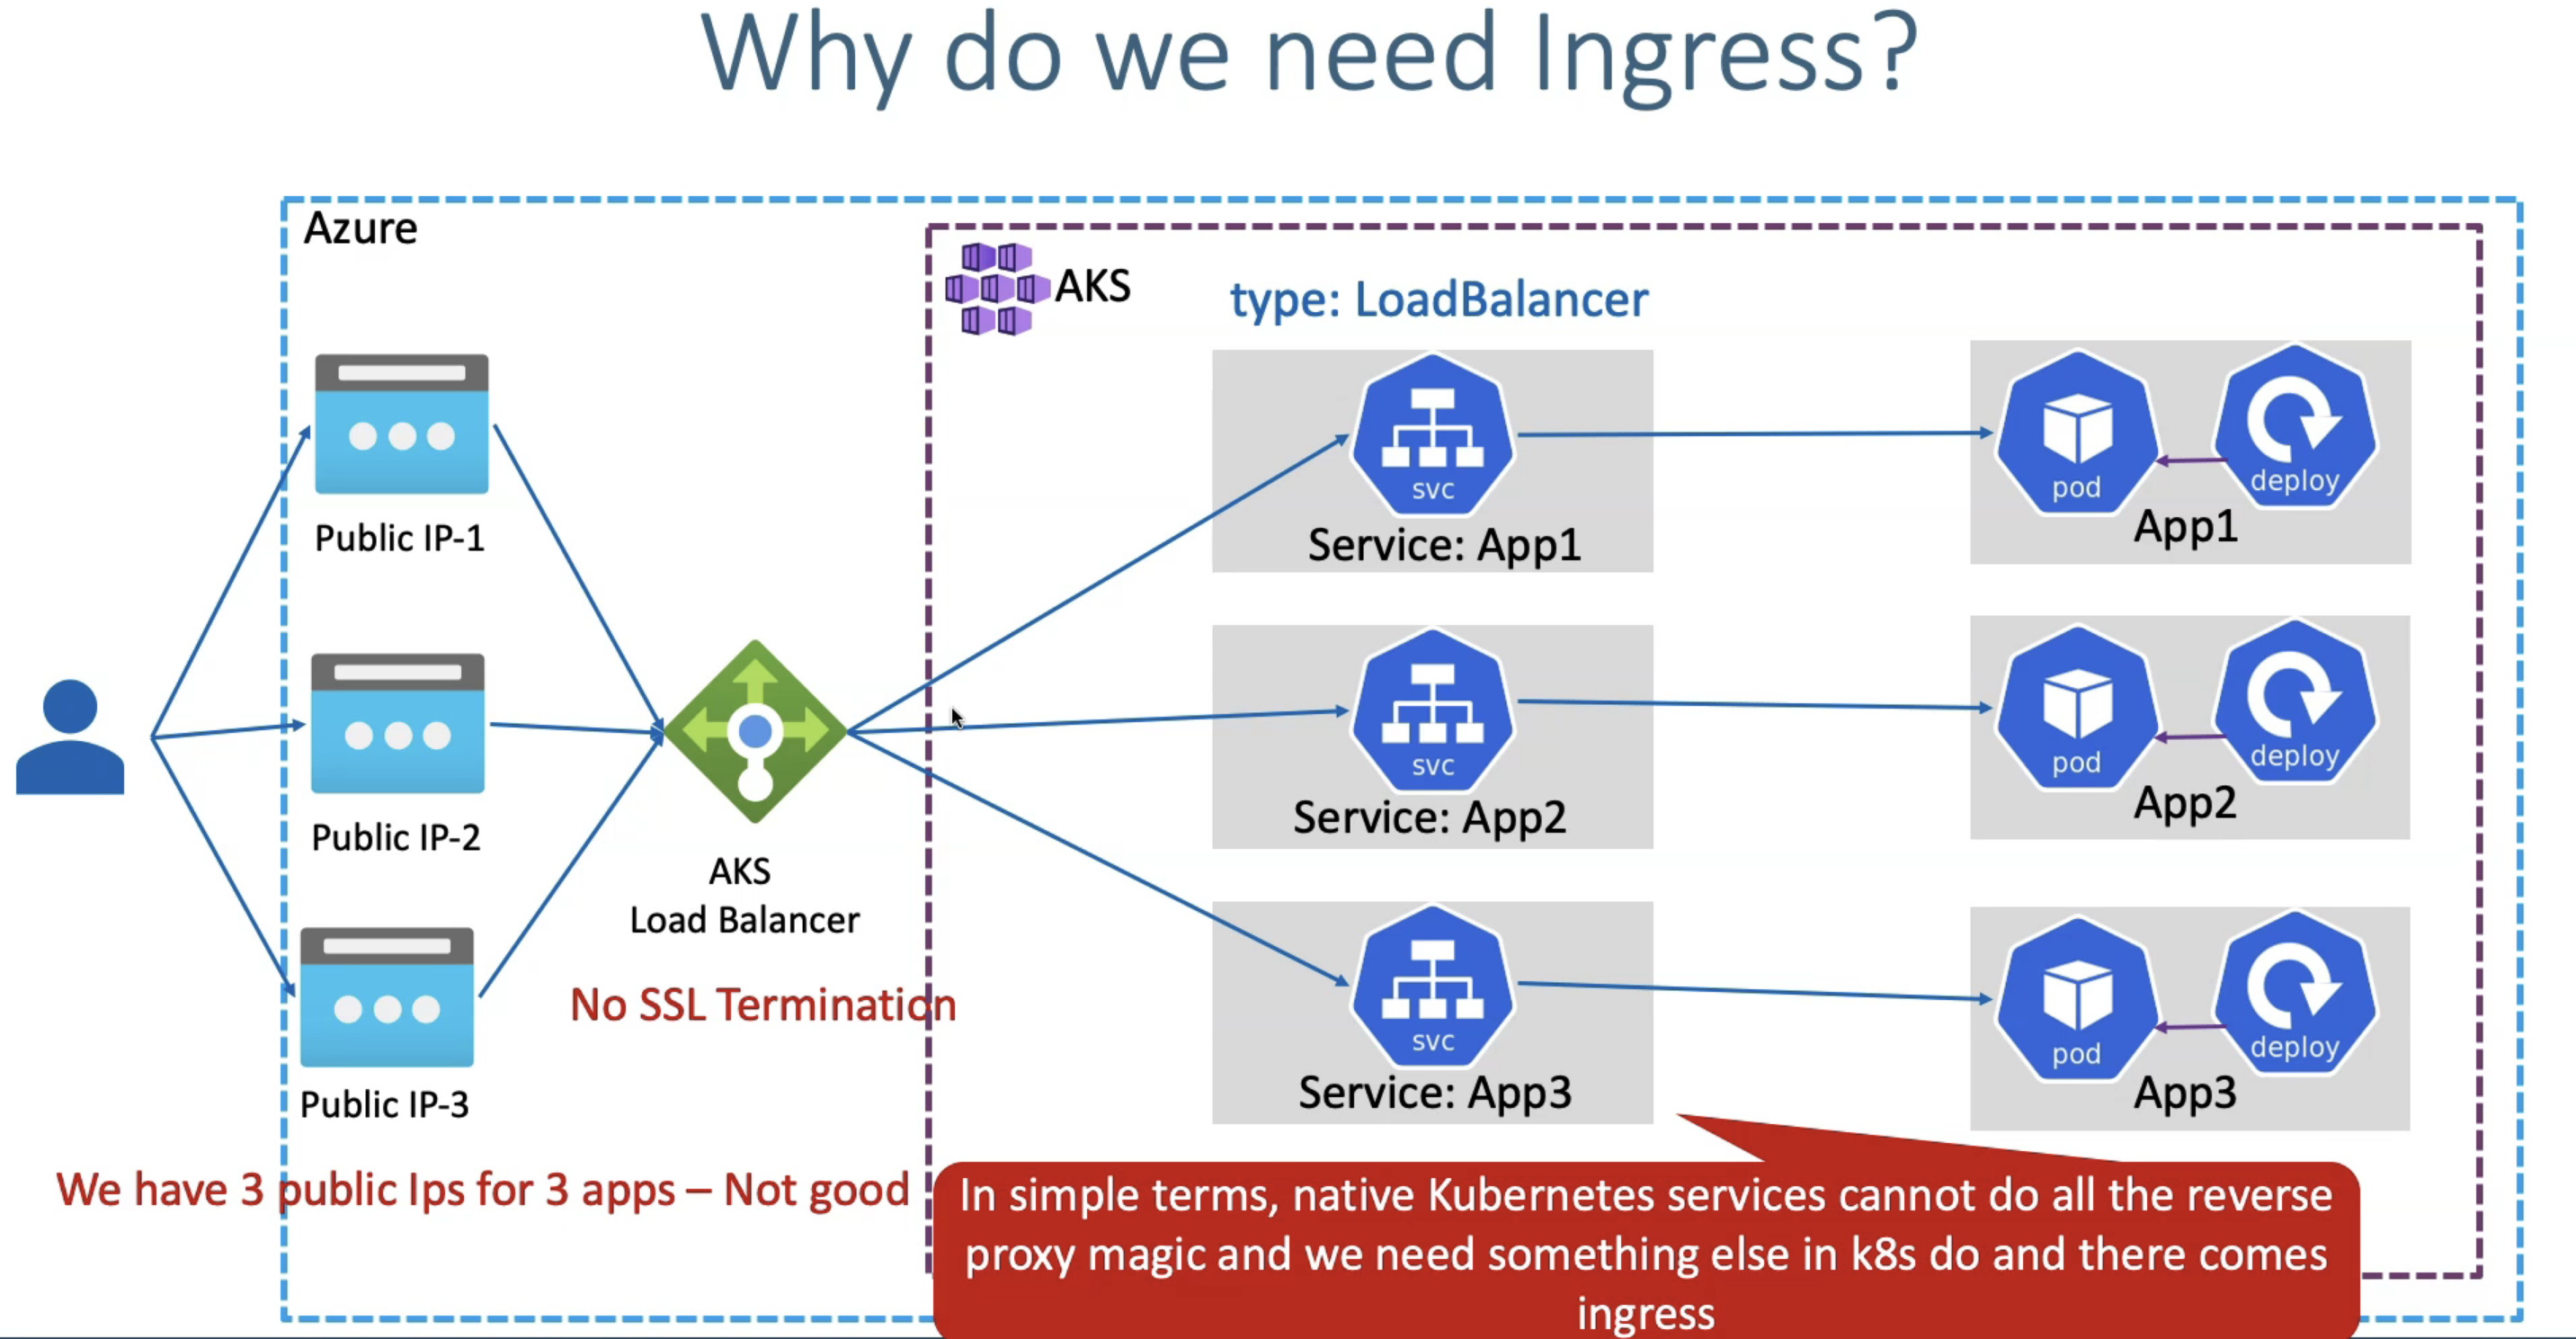 Why do we need Ingress?
Azure
AKS
type: LoadBalancer
Public IP-1
svc
Service: App1
pod
deploy
App1
Public IP-2
AKS
Load Balancer
svc
Service: App2
pod
deploy
App2
No SSL Termination
Public IP-3
svc
Service: App3
pod
deploy
App3
We have 3 public Ips for 3 apps – Not good
In simple terms, native Kubernetes services cannot do all the reverse
proxy magic and we need something else in k8s do and there comes
ingress